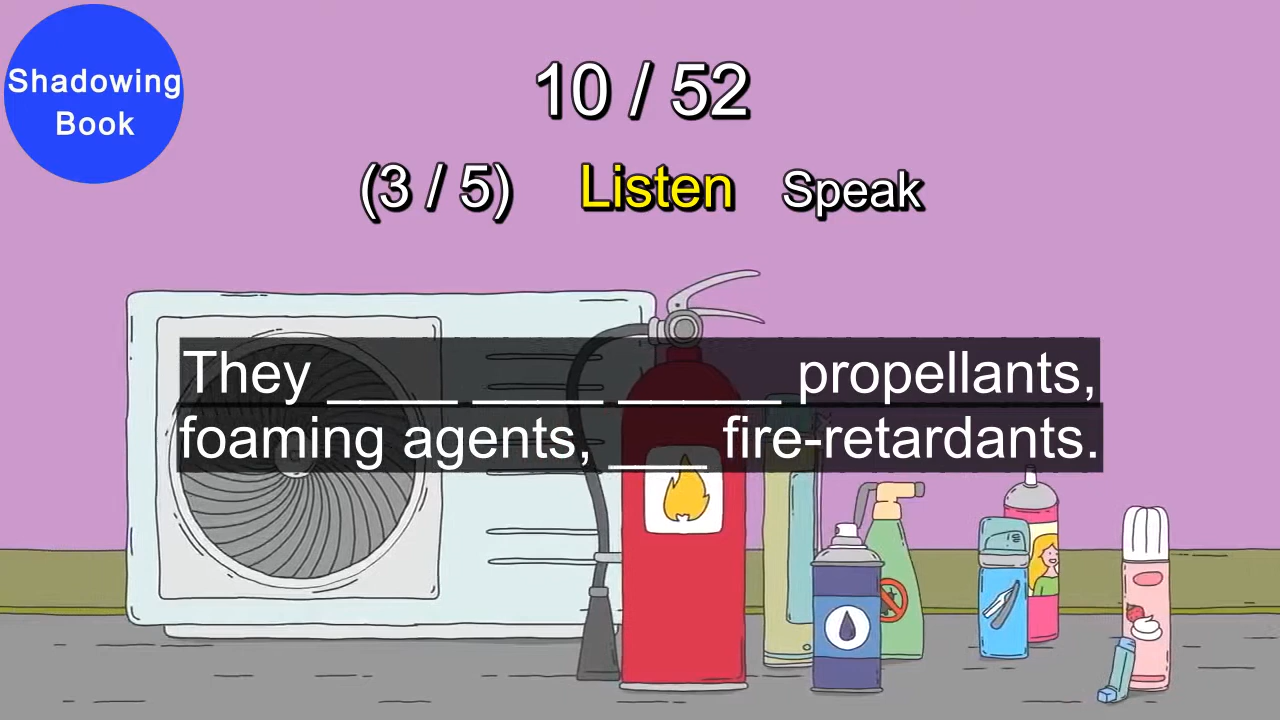 Shadowing
Book
10 / 52
(3 / 5) Listen Speak
They ____ ____ _____ propellants,
foaming agents, ___ fire-retardants.